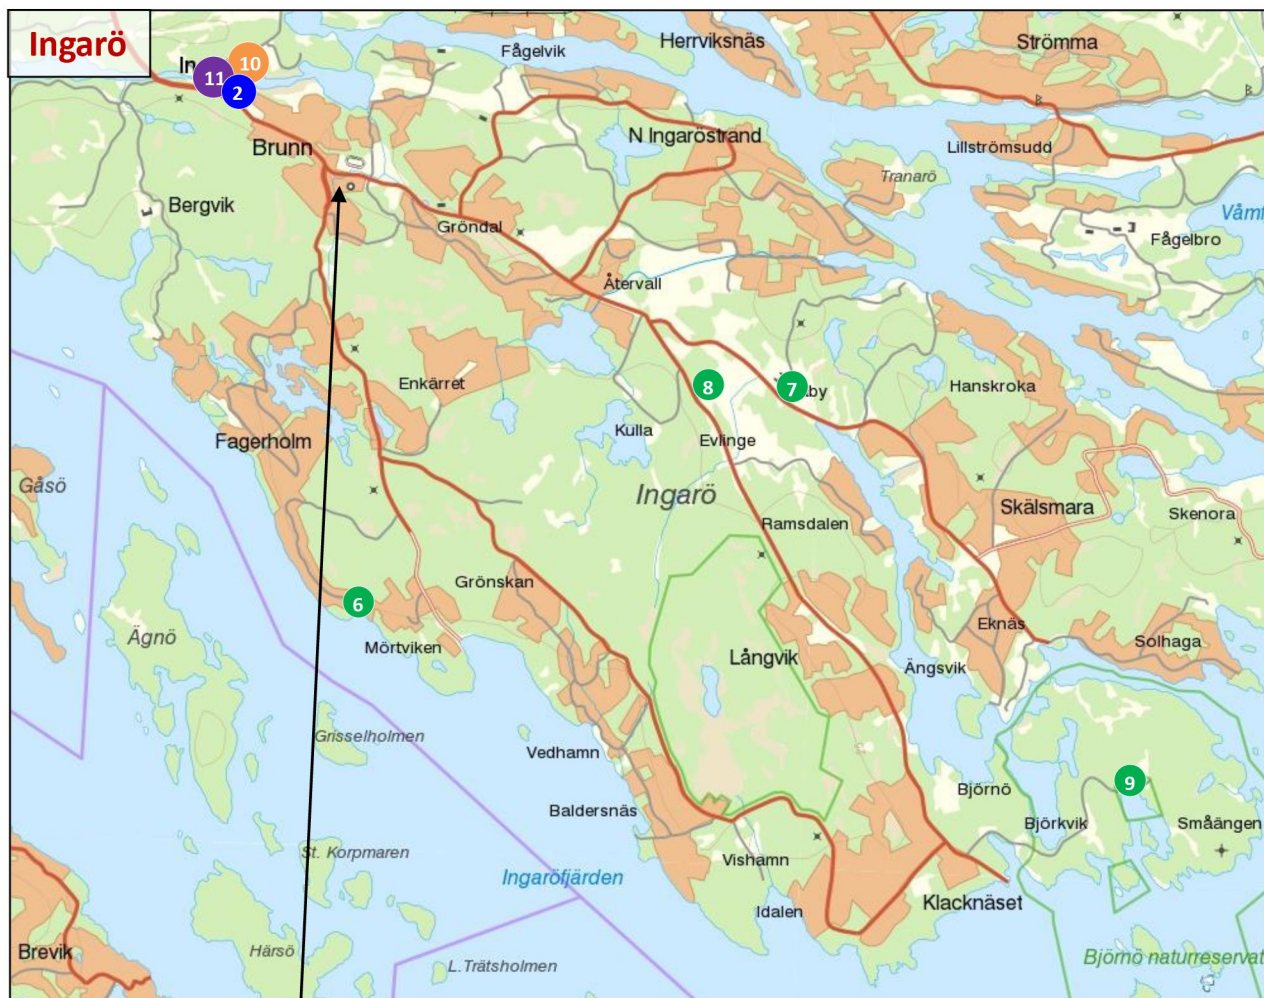 Ingarö
In
11
10
2
Fågelvik
Herrviksnäs
Strömma
Brunn
N Ingaröstrand
Lillströmsudd
Tranarö
Bergvik
Gröndal
Fågelbro
Återvall
Enkärret
8
7
by
Hanskroka
Fagerholm
Kulla
Evlinge
Gåsö
Ingarö
Skälsmara
Skenora
Ramsdalen
Grönskan
6
Ägnö
Mörtviken
Eknäs
Solhaga
Långvik
Ängsvik
Grisselholmen
Vedhamn
Björnö
9
Baldersnäs
Björkvik
Småängen
St. Korpmaren
Vishamn
Ingaröfjärden
Idalen
Klacknäset
Brevik
Härsö
L.Trätsholmen
Björnö naturreservat